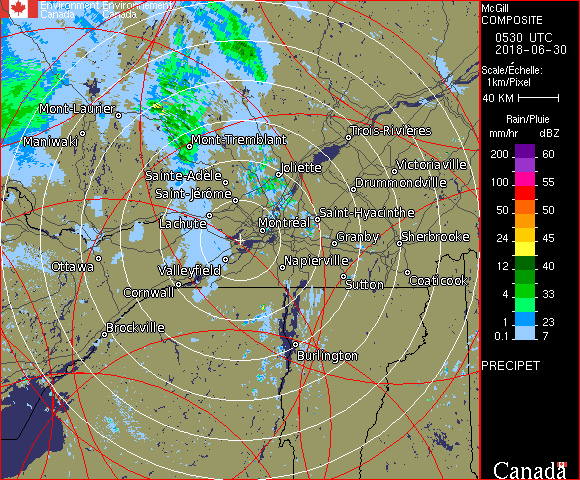 Environment Environnement
Canada Canada
McGill
COMPOSITE
0530 UTC
2018-06-30
Scale/Échelle:
1km/Pixel
40 KM
Rain/Pluie
mm/hr dBZ
200 60
100 55
50 50
24 45
12 40
4 33
1 23
0.1 7
PRECIPET
Canada
Mont-Laurier
Maniwaki
Mont-Tremblant
Trois-Rivières
Joliette
Victoriaville
Sainte-Adèle
Drummondville
Saint-Jérôme
Saint-Hyacinthe
Lachute
Montréal
Granby
Sherbrooke
Ottawa
Valleyfield
Napierville
Cornwall
Sutton
Coaticook
Brockville
Burlington